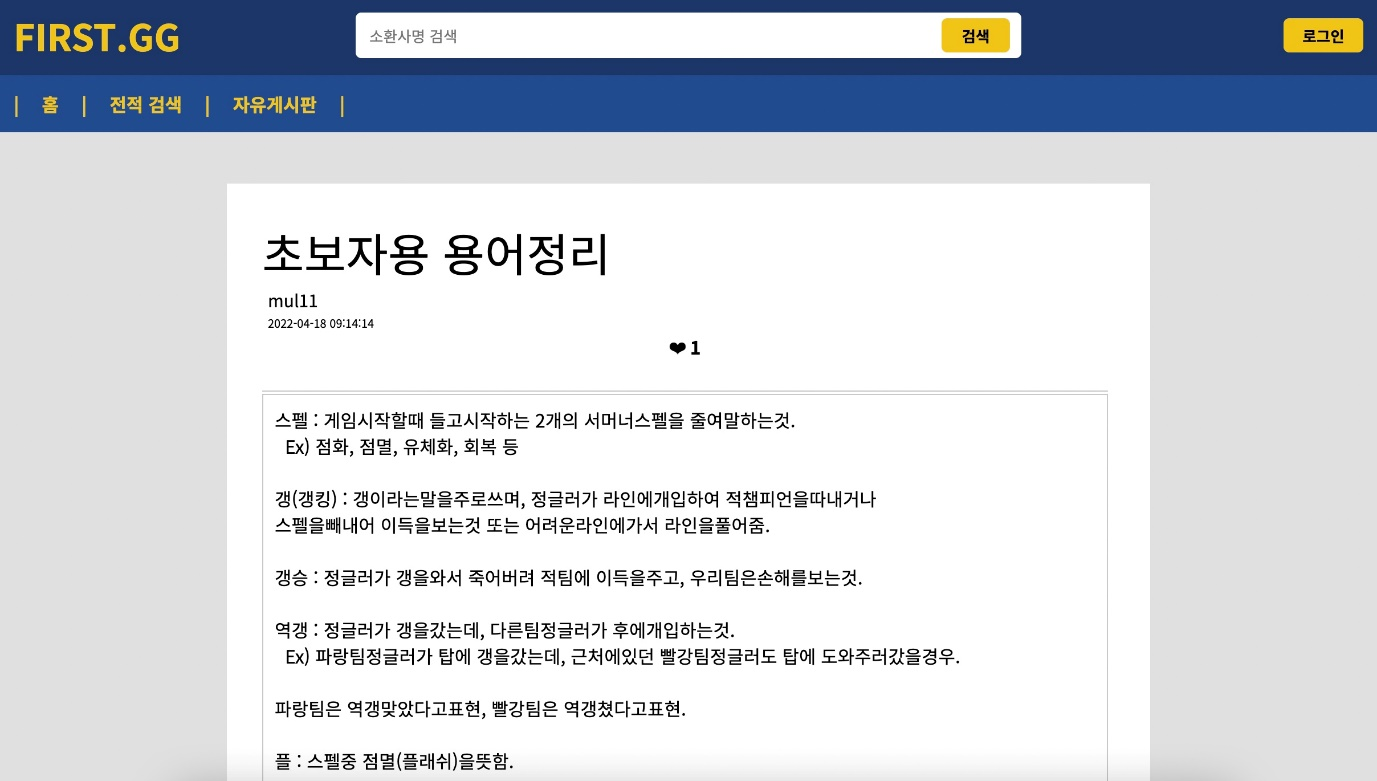 FIRST.GG
소환사명 검색
검색
로그인
| 홈 | 전적 검색 | 자유게시판 |
초보자용 용어정리
mul11
2022-04-18 09:14:14
❤ 1
스펠 : 게임시작할때 들고시작하는 2개의 서머너스펠을 줄여말하는것.
Ex) 점화, 점멸, 유체화, 회복 등
갱(갱킹) : 갱이라는말을주로쓰며, 정글러가 라인에개입하여 적챔피언을따내거나
스펠을빼내어 이득을보는것 또는 어려운라인에가서 라인을풀어줌.
갱승 : 정글러가 갱을와서 죽어버려 적팀에 이득을주고, 우리팀은손해를보는것.
역갱 : 정글러가 갱을갔는데, 다른팀정글러가 후에개입하는것.
Ex) 파랑팀정글러가 탑에 갱을갔는데, 근처에있던 빨강팀정글러도 탑에 도와주러갔을경우.
파랑팀은 역갱맞았다고표현, 빨강팀은 역갱쳤다고표현.
플 : 스펠중 점멸(플래쉬)을뜻함.